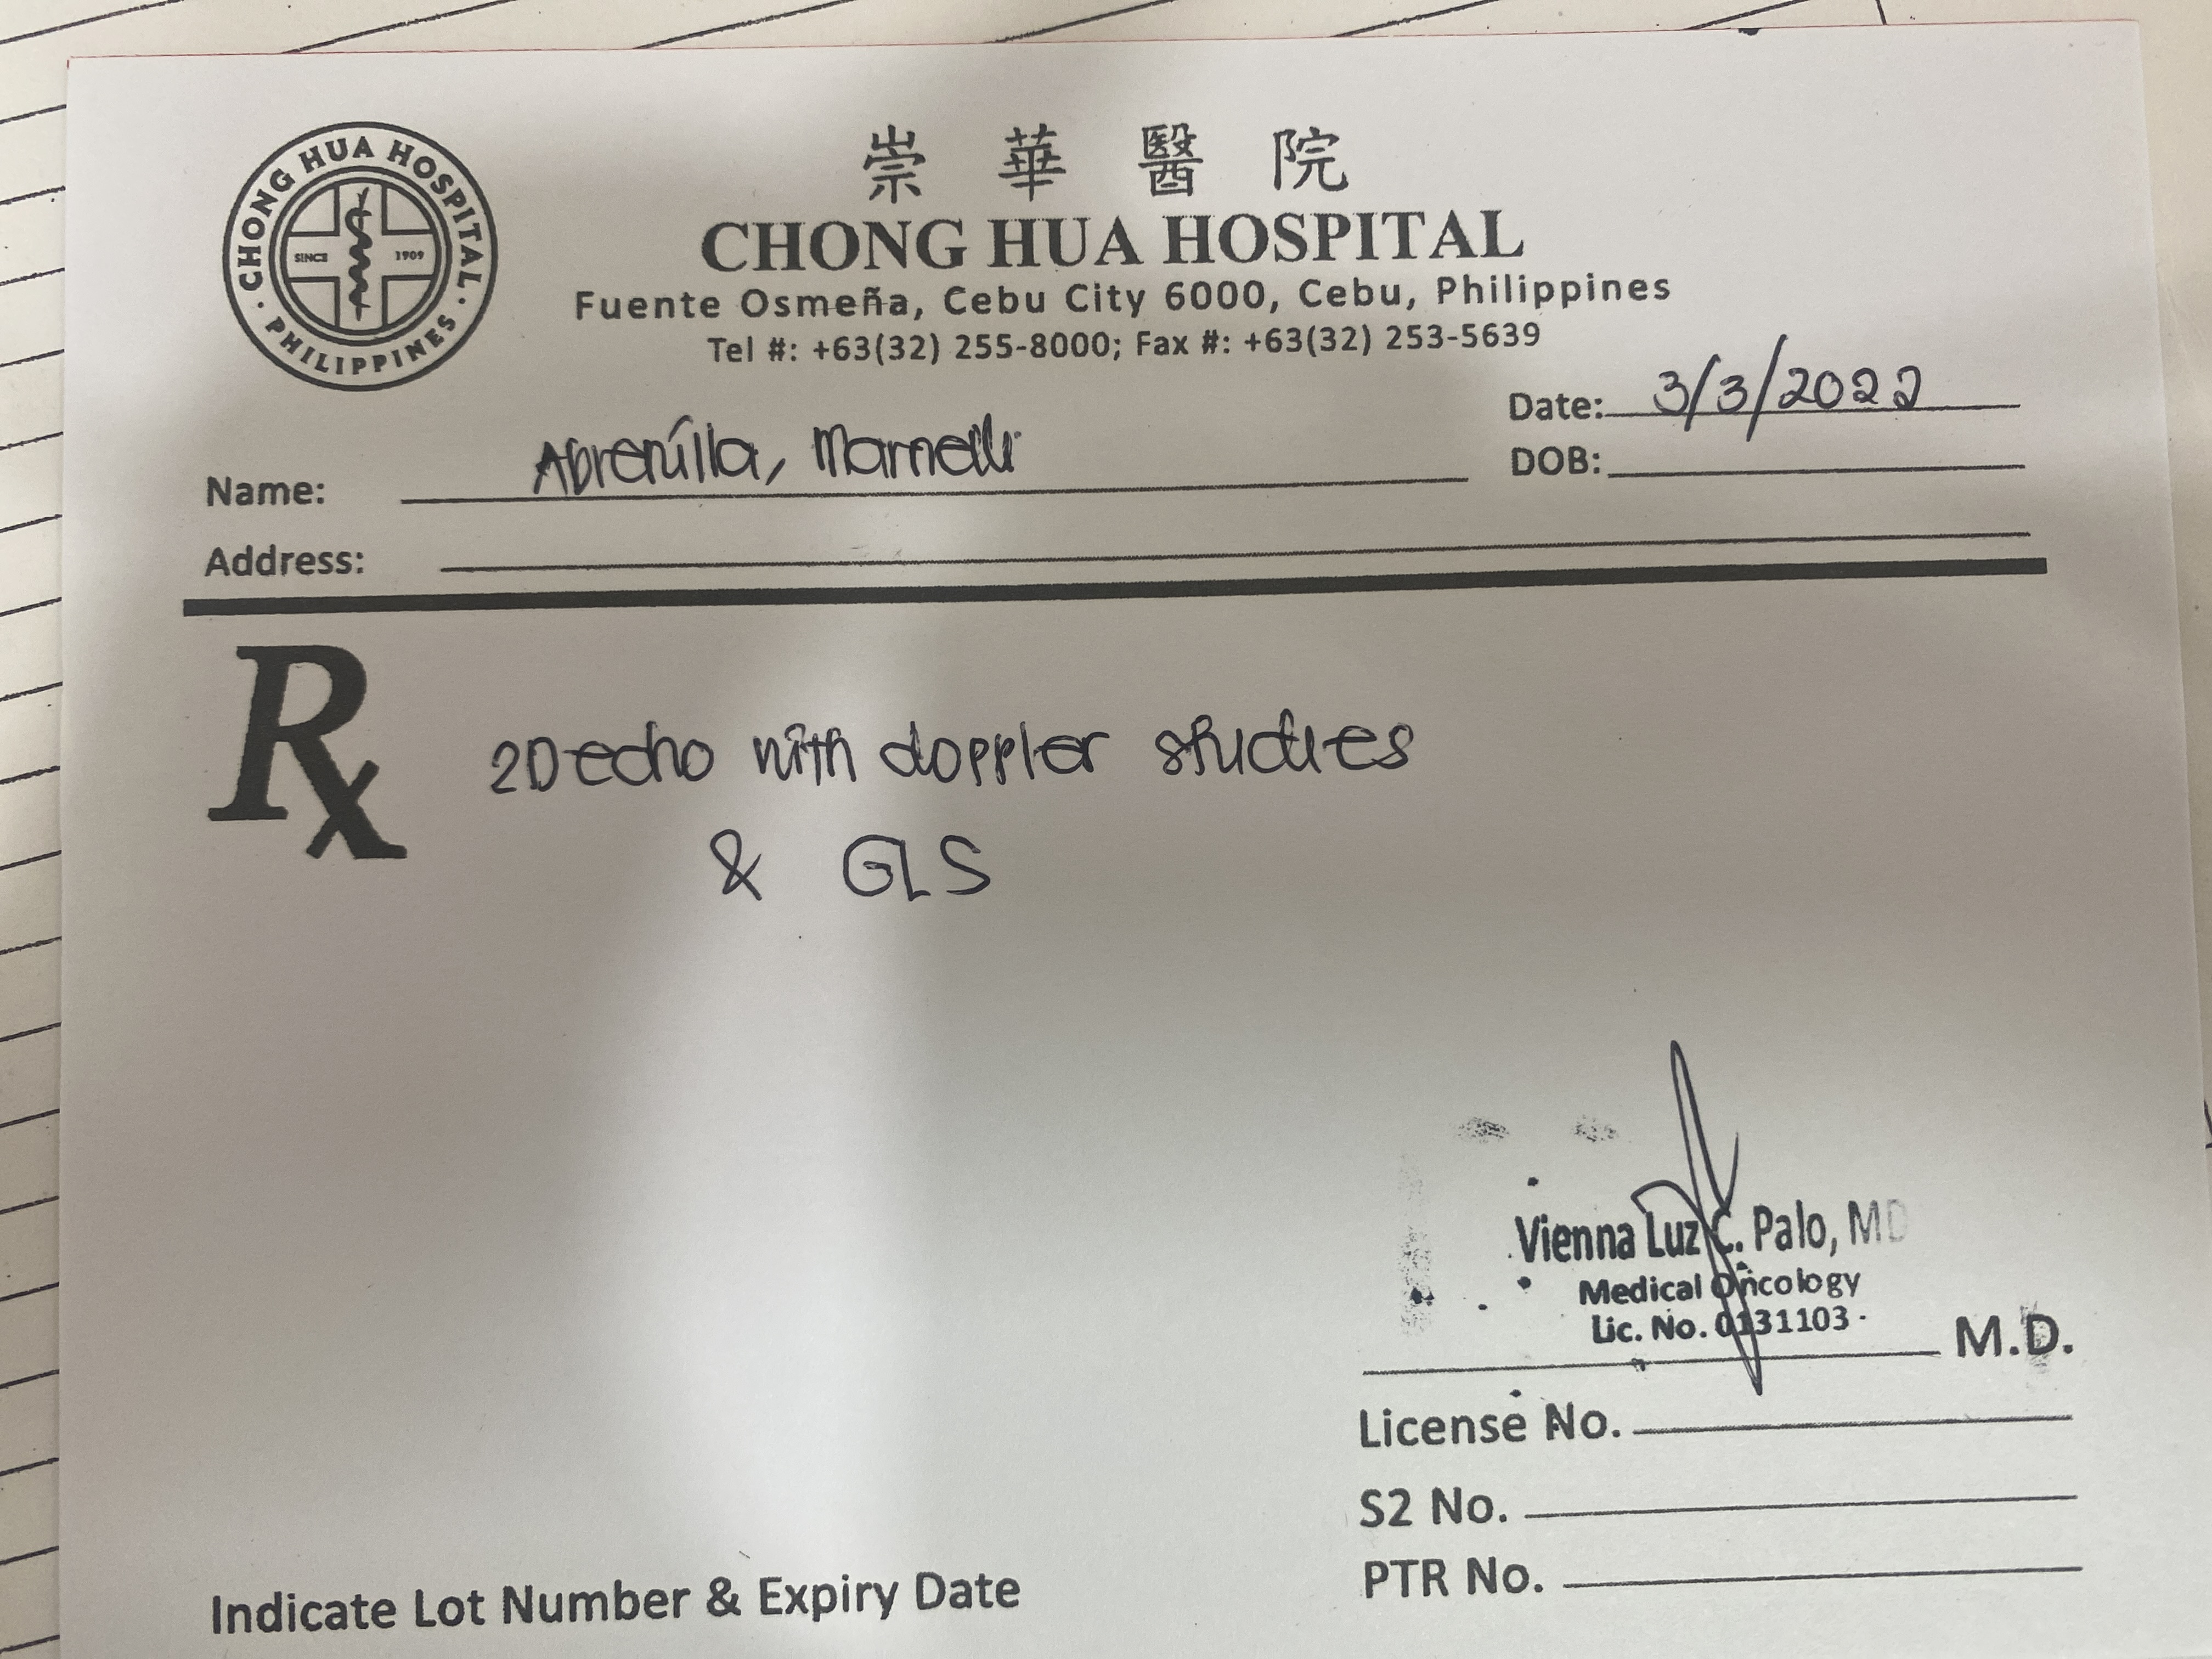 CHONG HUA HOSPITAL
· PHILIPPINES ·
SINCE 1909
崇 華 醫 院
CHONG HUA HOSPITAL
Fuente Osmeña, Cebu City 6000, Cebu, Philippines
Tel #: +63(32) 255-8000; Fax #: +63(32) 253-5639
Date: 3/3/2022
Name: Abrenilla,
DOB:
Address:
Rx
2D echo with doppler studies
& GLS
Vienna Luz C. Palo, MD
Medical Oncology
Lic. No. 0131103
M.D.
License No.
S2 No.
PTR No.
Indicate Lot Number & Expiry Date